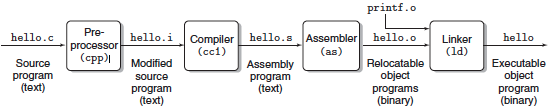 printf.o
hello.c
Pre-
processor
(cpp)
hello.i
Compiler
(cc1)
hello.s
Assembler
(as)
hello.o
Linker
(ld)
hello
Source
program
(text)
Modified
source
program
(text)
Assembly
program
(text)
Relocatable
object
programs
(binary)
Executable
object
program
(binary)